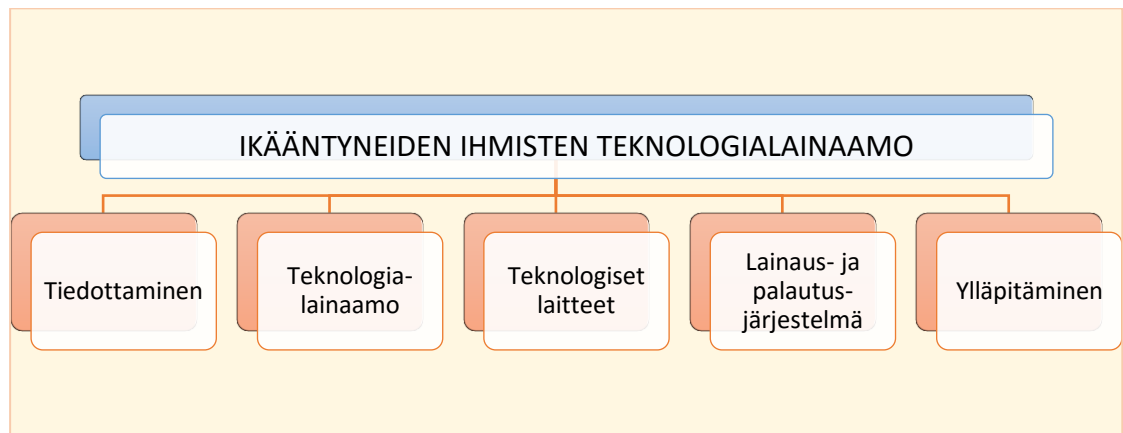 IKÄÄNTYNEIDEN IHMISTEN TEKNOLOGIALAINAAMO
Tiedottaminen
Teknologia-
lainaamo
Teknologiset
laitteet
Lainaus- ja
palautus-
järjestelmä
Ylläpitäminen